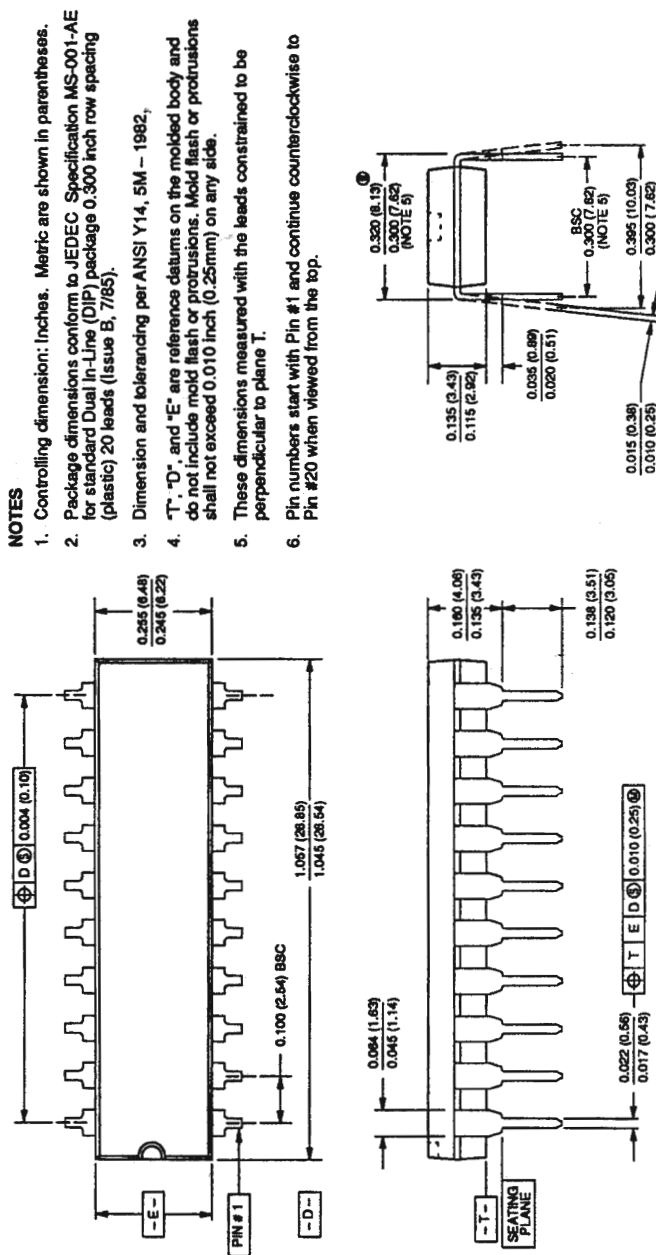 NOTES
1. Controlling dimension: Inches. Metric are shown in parentheses.
2. Package dimensions conform to JEDEC Specification MS-001-AE
for standard Dual In-Line (DIP) package 0.300 inch row spacing
(plastic) 20 leads (Issue B, 7/85).
3. Dimension and tolerancing per ANSI Y14, 5M – 1982,
4. "T", "D", and "E" are reference datums on the molded body and
do not include mold flash or protrusions. Mold flash or protrusions
shall not exceed 0.010 inch (0.25mm) on any side.
5. These dimensions measured with the leads constrained to be
perpendicular to plane T.
6. Pin numbers start with Pin #1 and continue counterclockwise to
Pin #20 when viewed from the top.
⌖ D Ⓢ 0.004 (0.10)
- E -
0.255 (6.48)
0.245 (6.22)
PIN # 1
0.100 (2.54) BSC
- D -
1.057 (26.85)
1.045 (26.54)
0.064 (1.63)
0.045 (1.14)
0.160 (4.06)
0.135 (3.43)
- T -
SEATING
PLANE
0.138 (3.51)
0.120 (3.05)
0.022 (0.56)
0.017 (0.43)
⌖ T E D Ⓢ 0.010 (0.25) Ⓜ
0.320 (8.13)
0.300 (7.62)
(NOTE 5)
0.135 (3.43)
0.115 (2.92)
0.035 (0.89)
0.020 (0.51)
BSC
0.300 (7.62)
(NOTE 5)
0.395 (10.03)
0.300 (7.62)
0.015 (0.38)
0.010 (0.25)